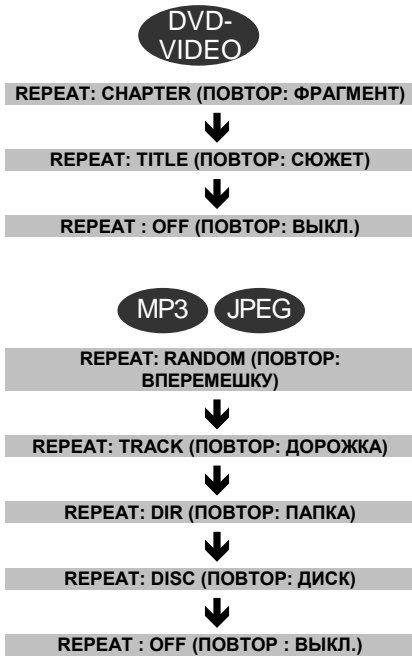 DVD-
VIDEO
REPEAT: CHAPTER (ПОВТОР: ФРАГМЕНТ)
REPEAT: TITLE (ПОВТОР: СЮЖЕТ)
REPEAT : OFF (ПОВТОР: ВЫКЛ.)
MP3 JPEG
REPEAT: RANDOM (ПОВТОР:
ВПЕРЕМЕШКУ)
REPEAT: TRACK (ПОВТОР: ДОРОЖКА)
REPEAT: DIR (ПОВТОР: ПАПКА)
REPEAT: DISC (ПОВТОР: ДИСК)
REPEAT : OFF (ПОВТОР : ВЫКЛ.)